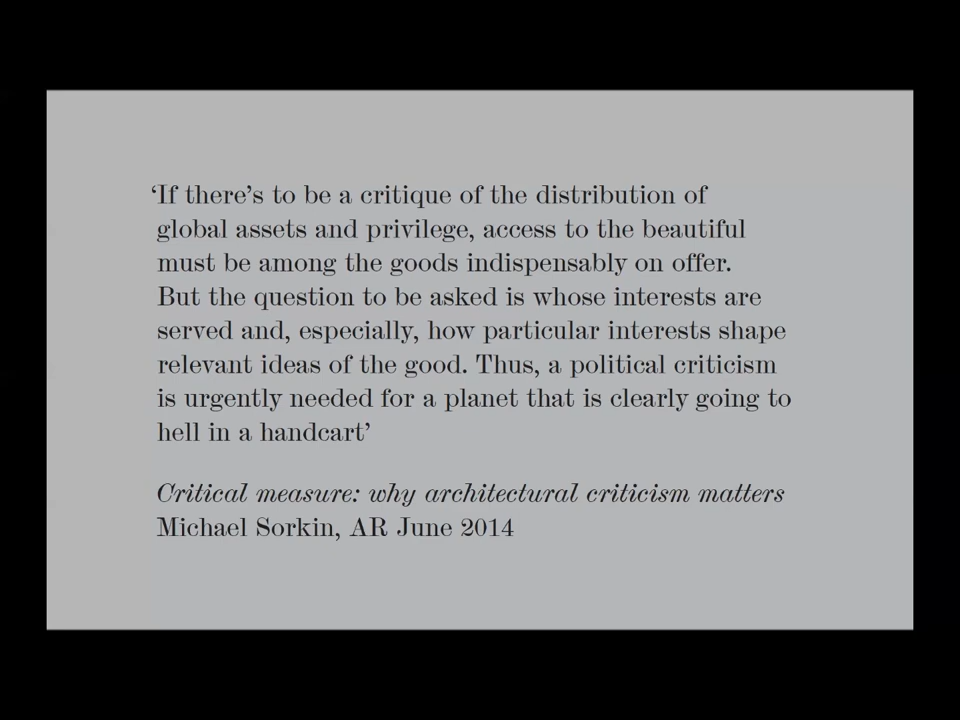 ‘If there’s to be a critique of the distribution of
global assets and privilege, access to the beautiful
must be among the goods indispensably on offer.
But the question to be asked is whose interests are
served and, especially, how particular interests shape
relevant ideas of the good. Thus, a political criticism
is urgently needed for a planet that is clearly going to
hell in a handcart’
Critical measure: why architectural criticism matters
Michael Sorkin, AR June 2014